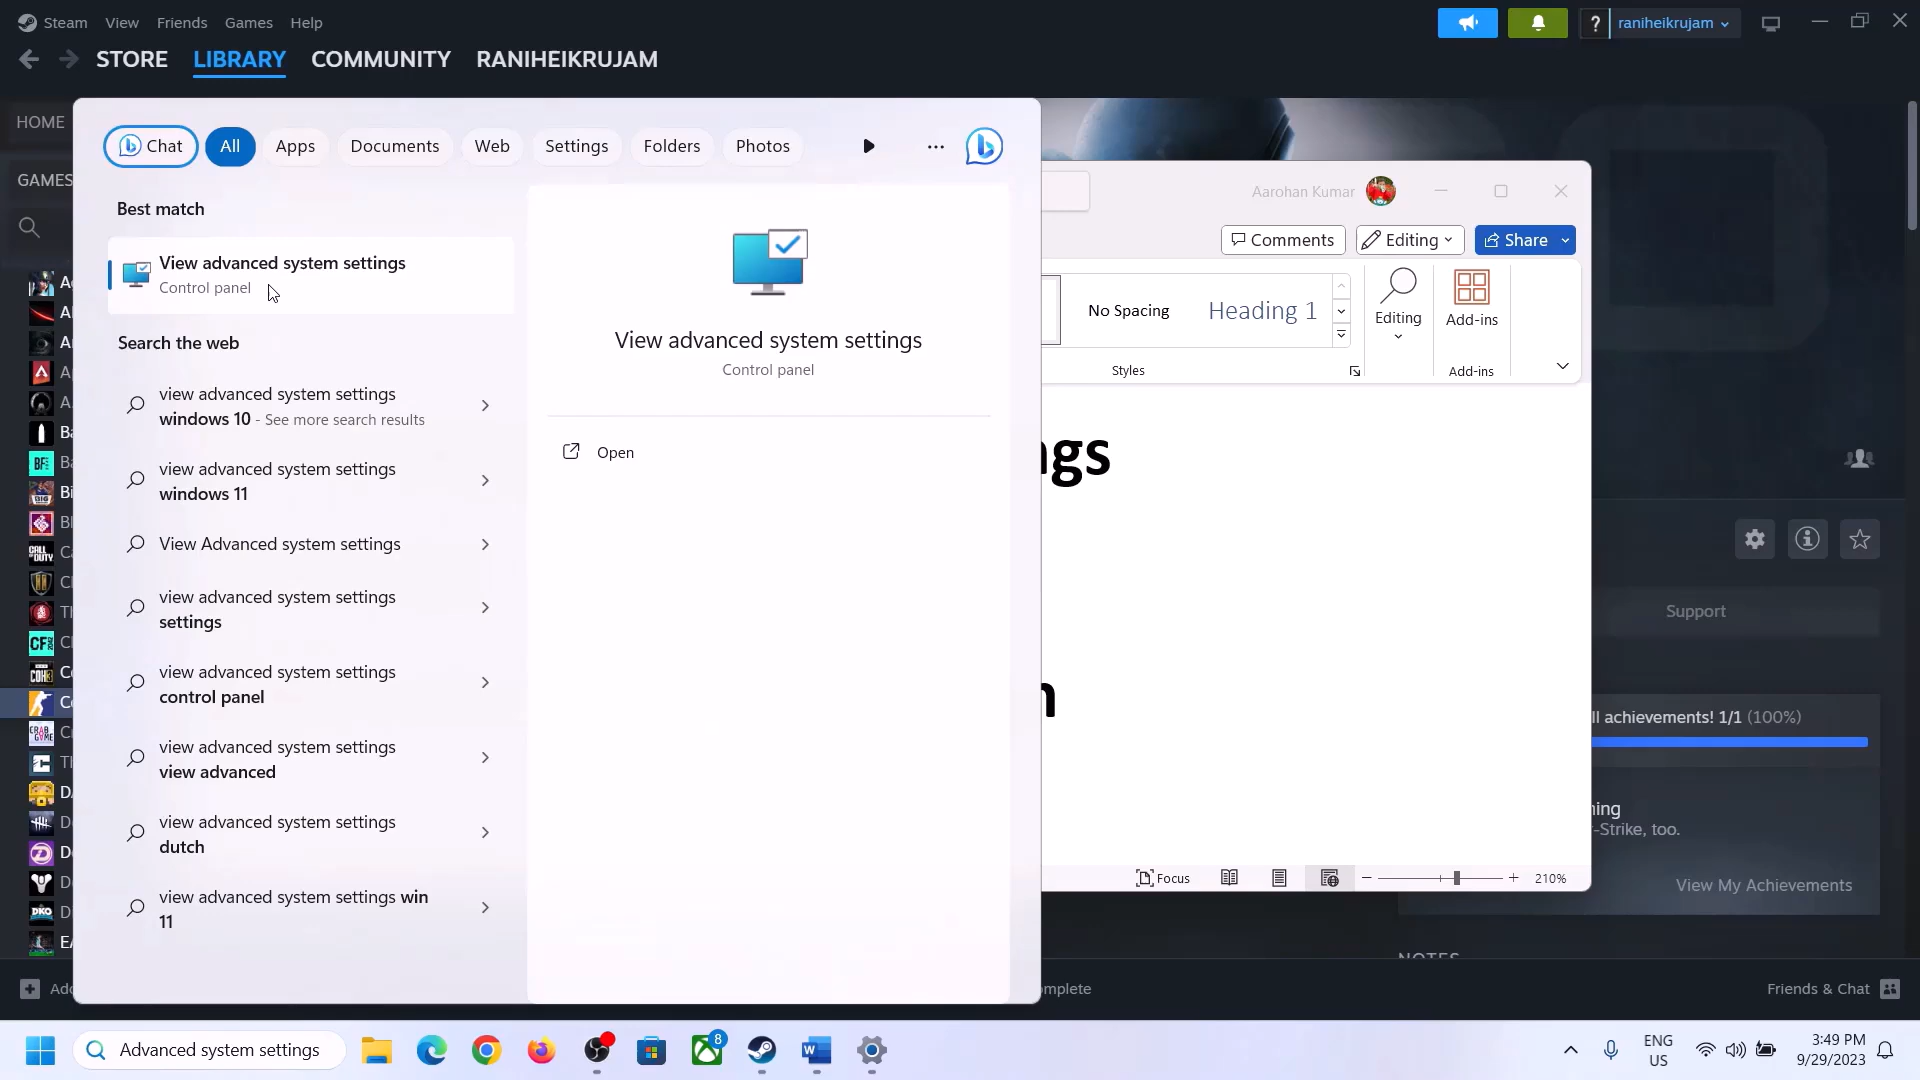 Steam View Friends Games Help
raniheikrujam
STORE LIBRARY COMMUNITY RANIHEIKRUJAM
HOME
GAMES
Chat All Apps Documents Web Settings Folders Photos
Best match
View advanced system settings
Control panel
Search the web
view advanced system settings
windows 10 - See more search results
view advanced system settings
windows 11
View Advanced system settings
view advanced system settings
settings
view advanced system settings
control panel
view advanced system settings
view advanced
view advanced system settings
dutch
view advanced system settings win
11
View advanced system settings
Control panel
Open
Aarohan Kumar
Comments Editing Share
No Spacing Heading 1
Editing
Add-ins
Styles
Add-ins
ngs
n
Focus
210%
Support
ll achievements! 1/1 (100%)
ning
-Strike, too.
View My Achievements
NOTES
Add
mplete
Friends & Chat
Advanced system settings
8
ENG
US
3:49 PM
9/29/2023